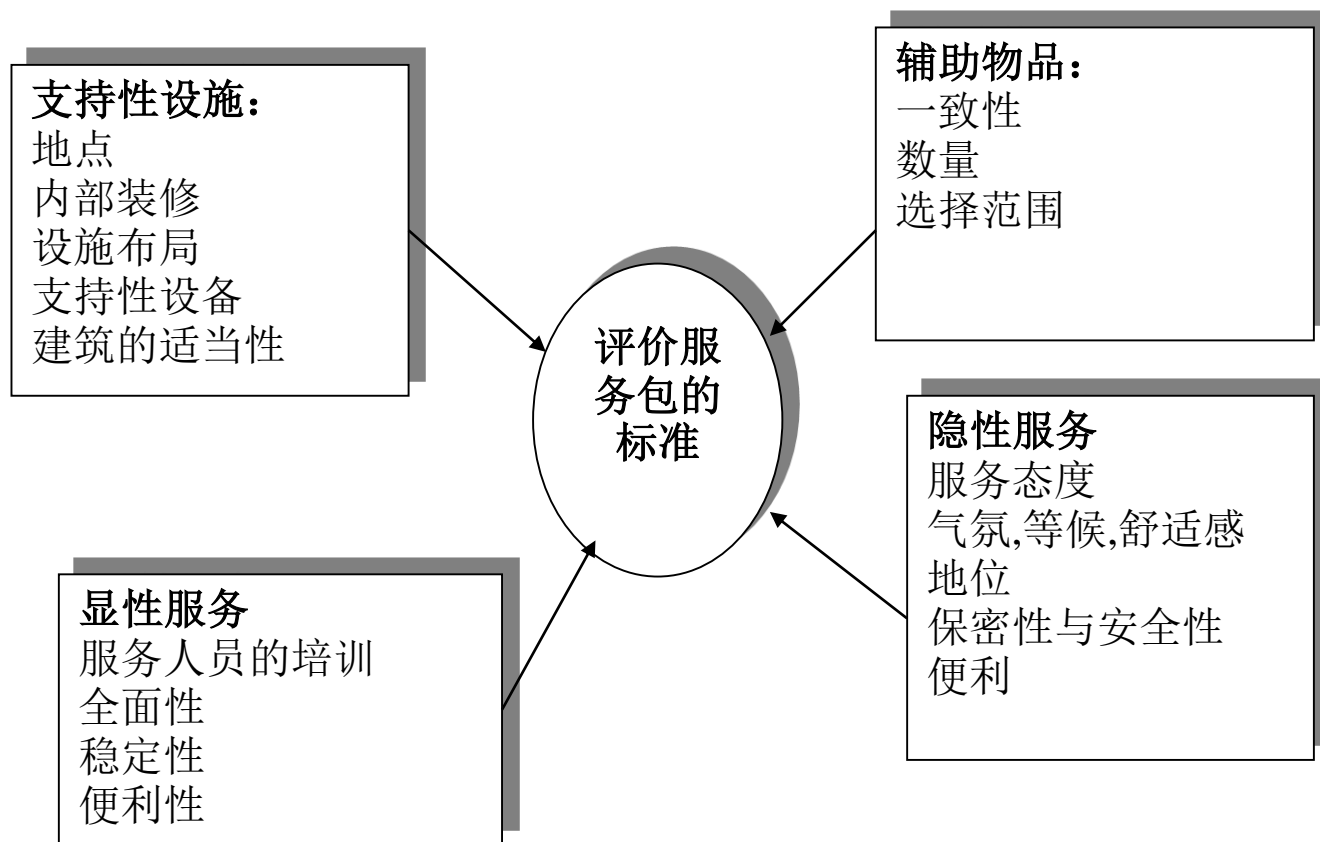 支持性设施：
地点
内部装修
设施布局
支持性设备
建筑的适当性
辅助物品：
一致性
数量
选择范围
评价服
务包的
标准
显性服务
服务人员的培训
全面性
稳定性
便利性
隐性服务
服务态度
气氛,等候,舒适感
地位
保密性与安全性
便利